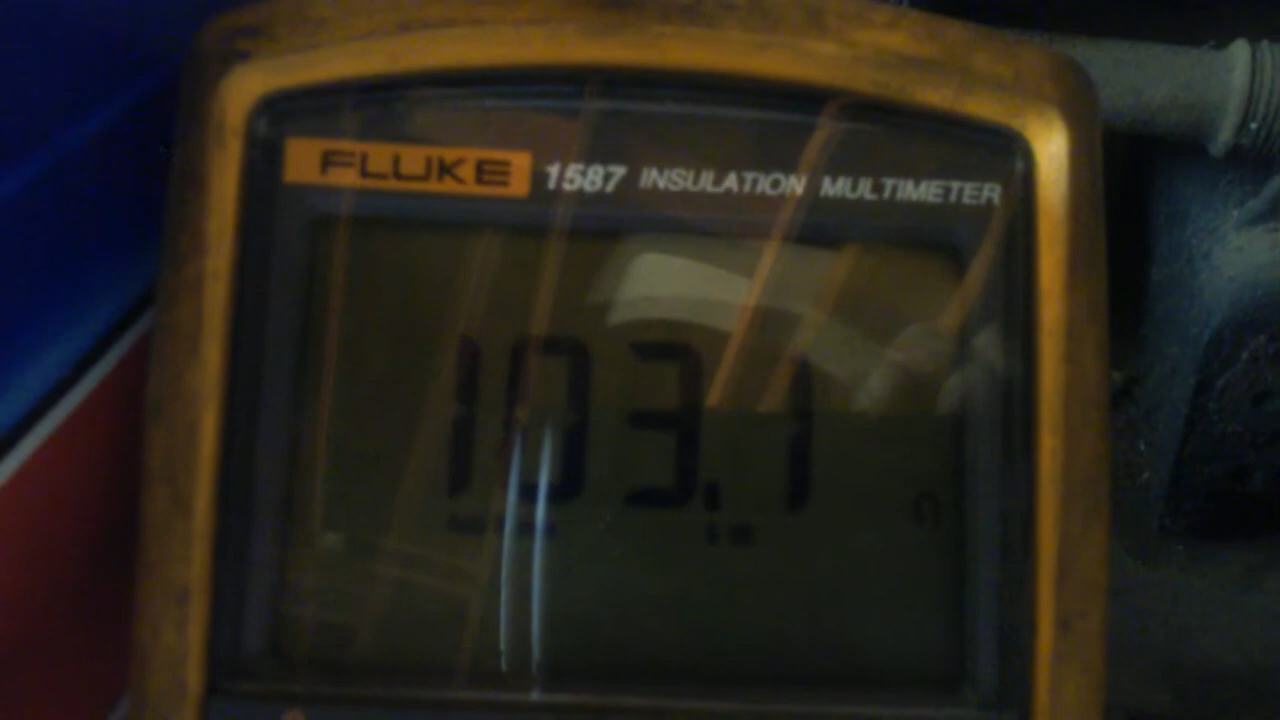 FLUKE 1587 INSULATION MULTIMETER
103.1
Ω